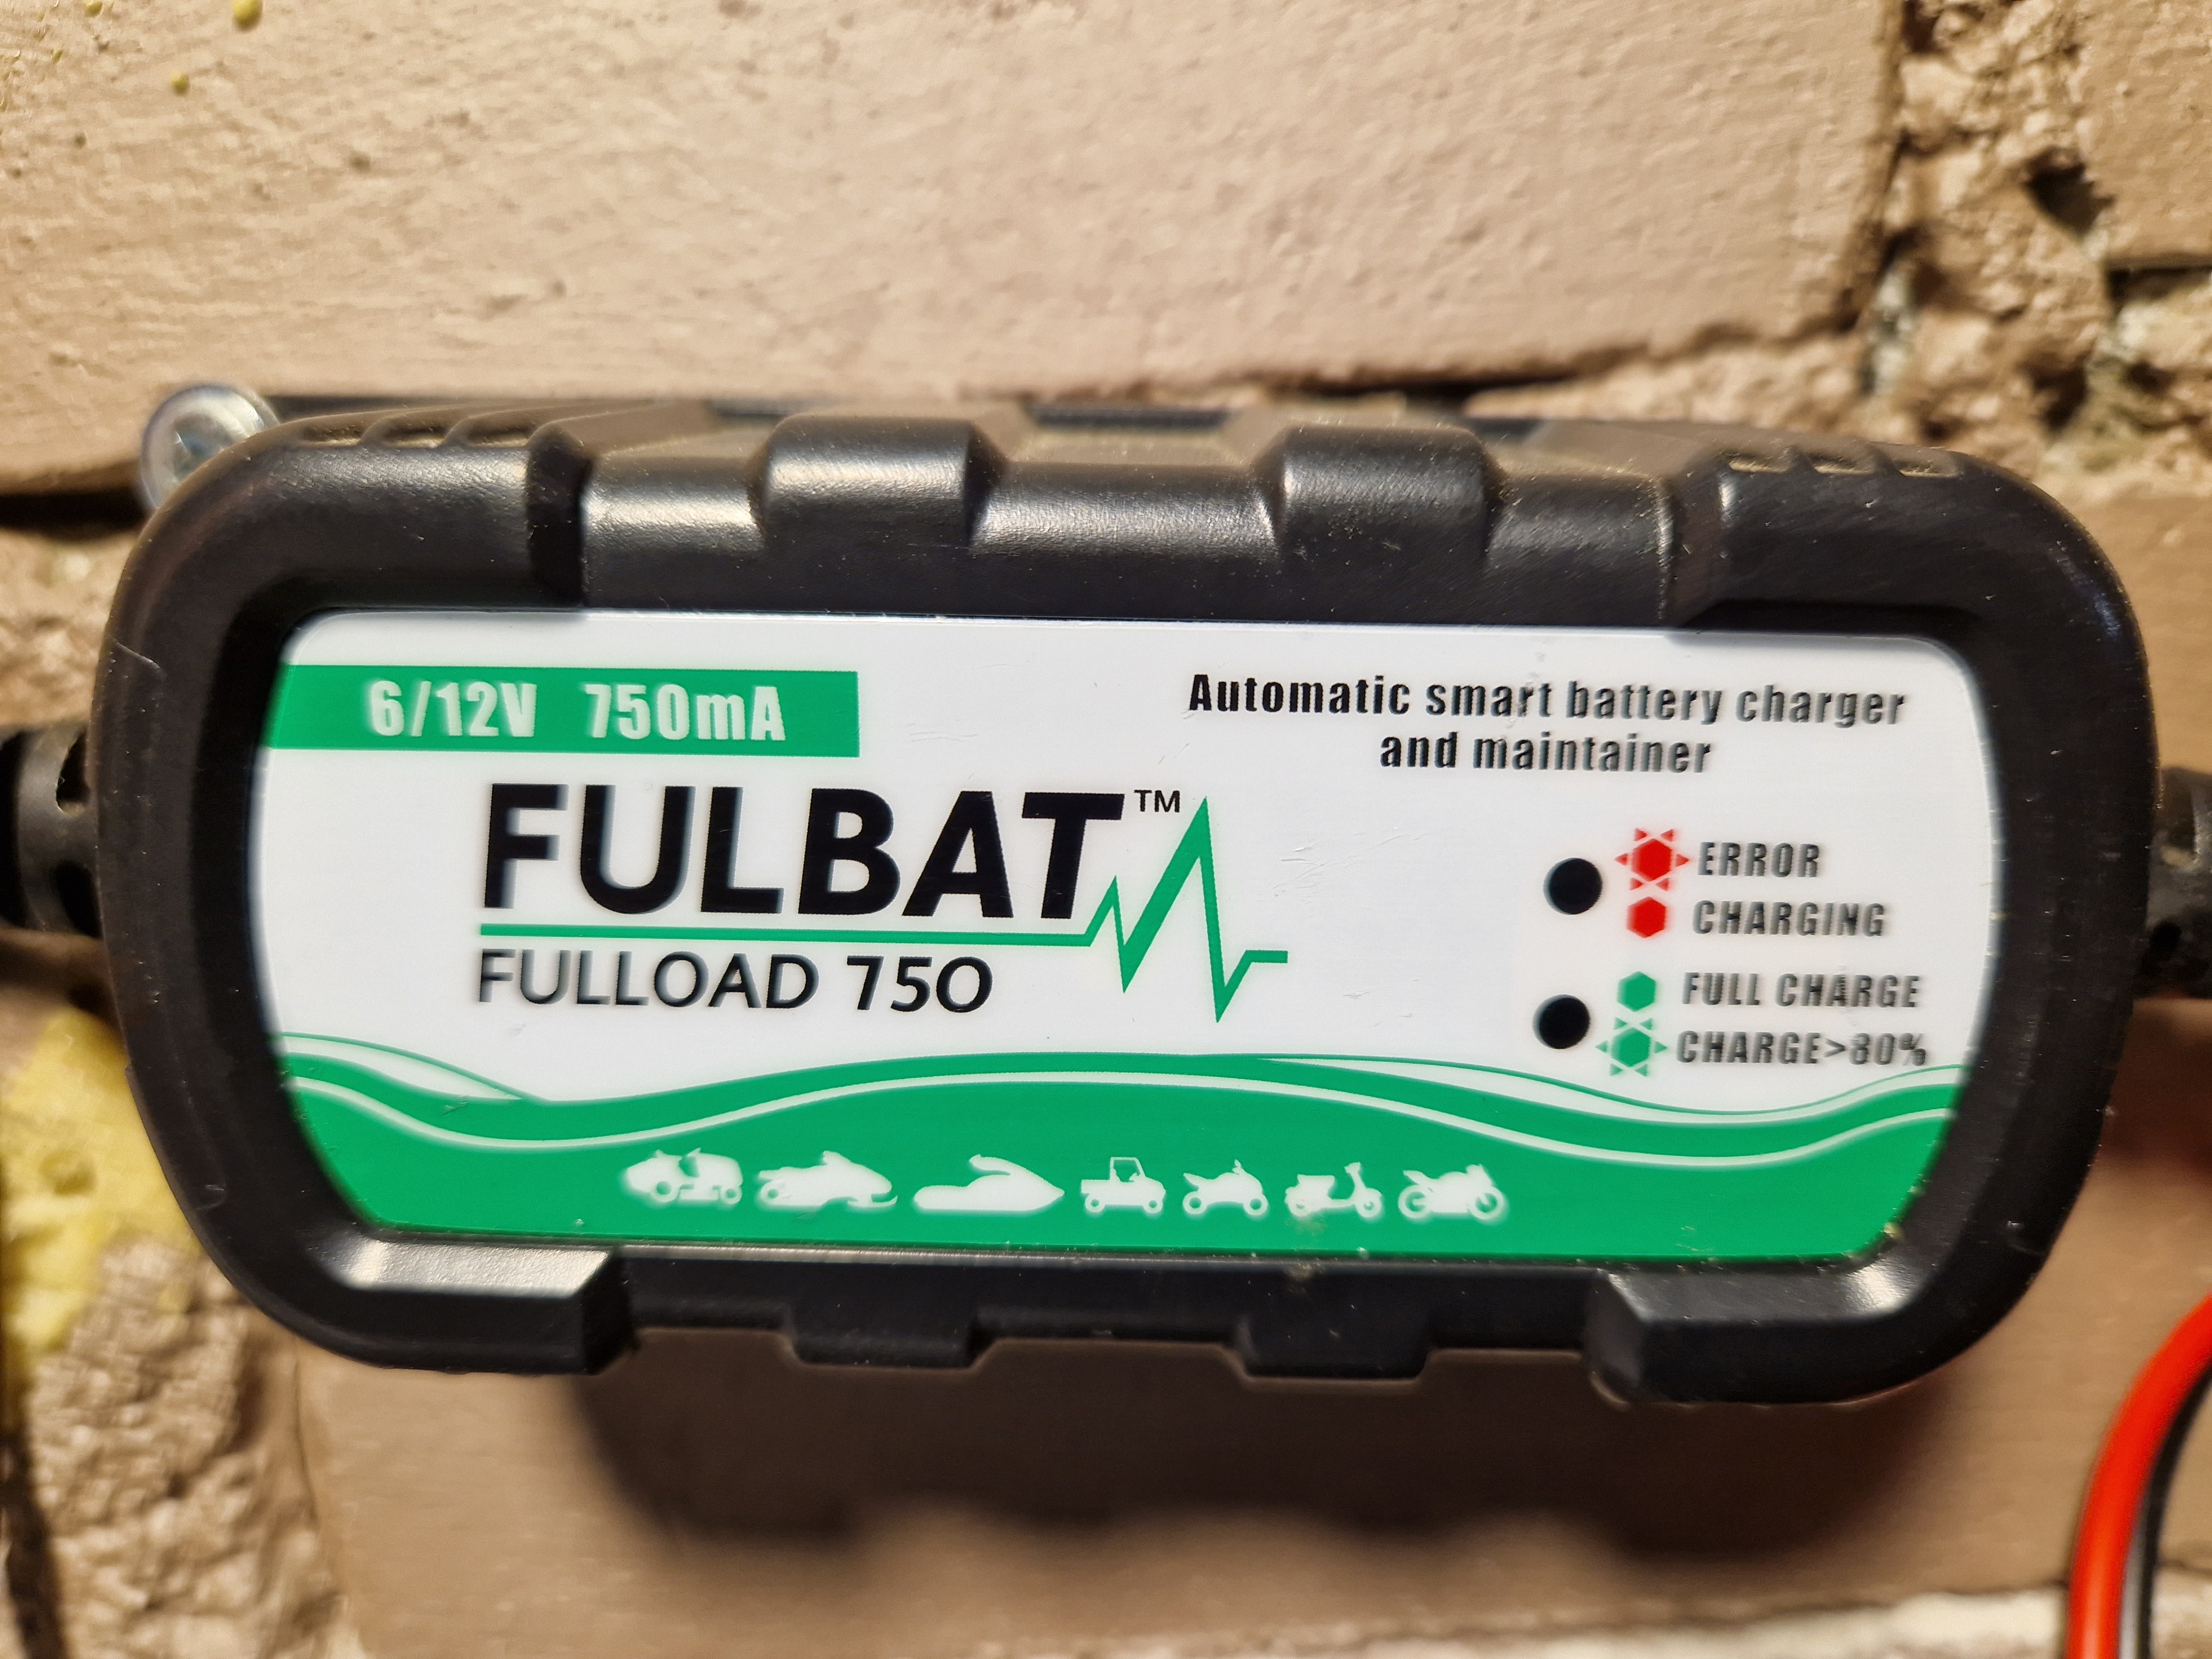 6/12V 750mA
Automatic smart battery charger
and maintainer
FULBAT™
FULLOAD 750
ERROR
CHARGING
FULL CHARGE
CHARGE>80%